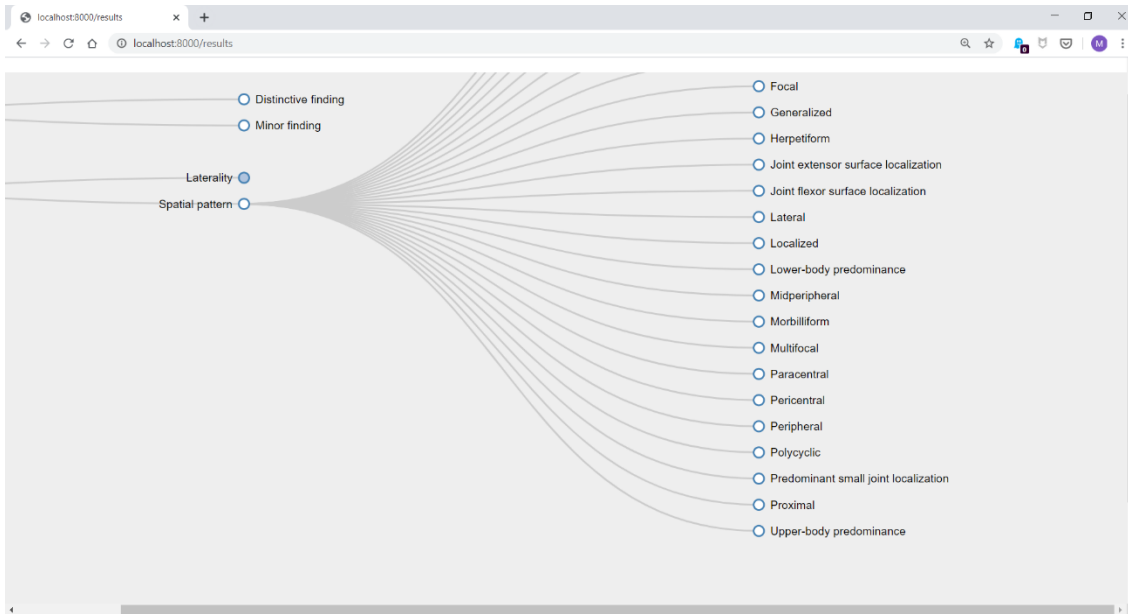 localhost:8000/results
localhost:8000/results
0
M
Distinctive finding
Minor finding
Laterality
Spatial pattern
Focal
Generalized
Herpetiform
Joint extensor surface localization
Joint flexor surface localization
Lateral
Localized
Lower-body predominance
Midperipheral
Morbilliform
Multifocal
Paracentral
Pericentral
Peripheral
Polycyclic
Predominant small joint localization
Proximal
Upper-body predominance